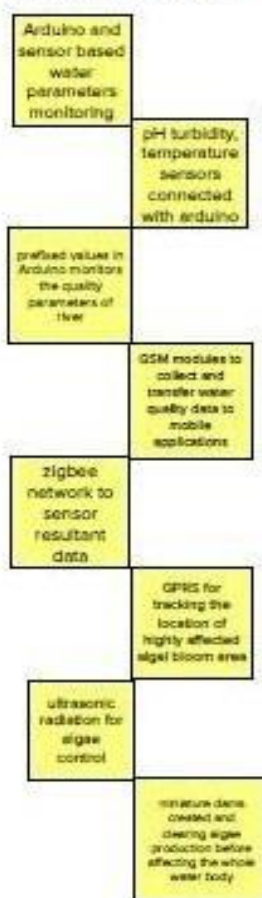 Arduino and
sensor based
water
parameters
monitoring
pH turbidity,
temperature
sensors
connected
with arduino
prefixed values in
Arduino monitors
the quality
parameters of
river
GSM modules to
collect and
transfer water
quality data to
mobile
applications
zigbee
network to
sensor
resultant
data
GPRS for
tracking the
location of
highly affected
algel bloom area
ultrasonic
radiation for
algae
control
miniature dams
created and
clearing algae
production before
affecting the whole
water body